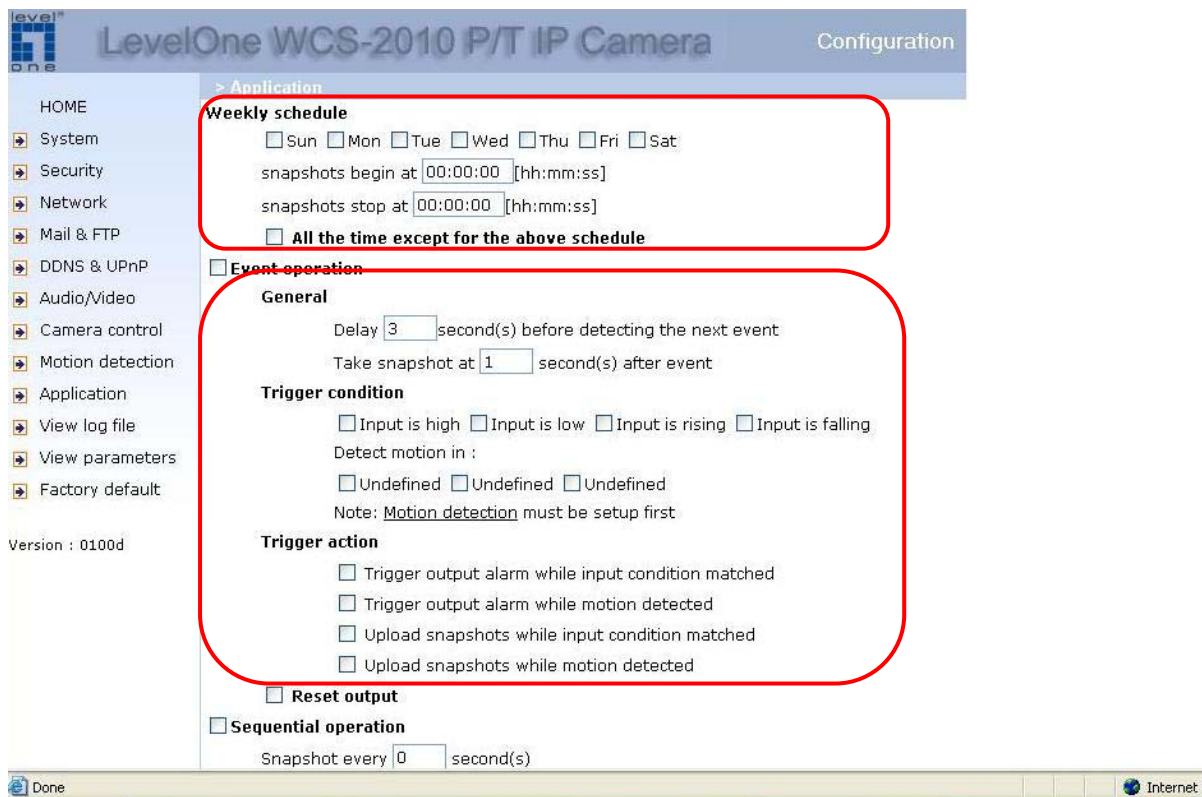 level
one
LevelOne WCS-2010 P/T IP Camera
Configuration
> Application
HOME
System
Security
Network
Mail & FTP
DDNS & UPnP
Audio/Video
Camera control
Motion detection
Application
View log file
View parameters
Factory default
Version : 0100d
Weekly schedule
Sun Mon Tue Wed Thu Fri Sat
snapshots begin at 00:00:00 [hh:mm:ss]
snapshots stop at 00:00:00 [hh:mm:ss]
All the time except for the above schedule
Event operation
General
Delay 3 second(s) before detecting the next event
Take snapshot at 1 second(s) after event
Trigger condition
Input is high Input is low Input is rising Input is falling
Detect motion in :
Undefined Undefined Undefined
Note: Motion detection must be setup first
Trigger action
Trigger output alarm while input condition matched
Trigger output alarm while motion detected
Upload snapshots while input condition matched
Upload snapshots while motion detected
Reset output
Sequential operation
Snapshot every 0 second(s)
Done
Internet